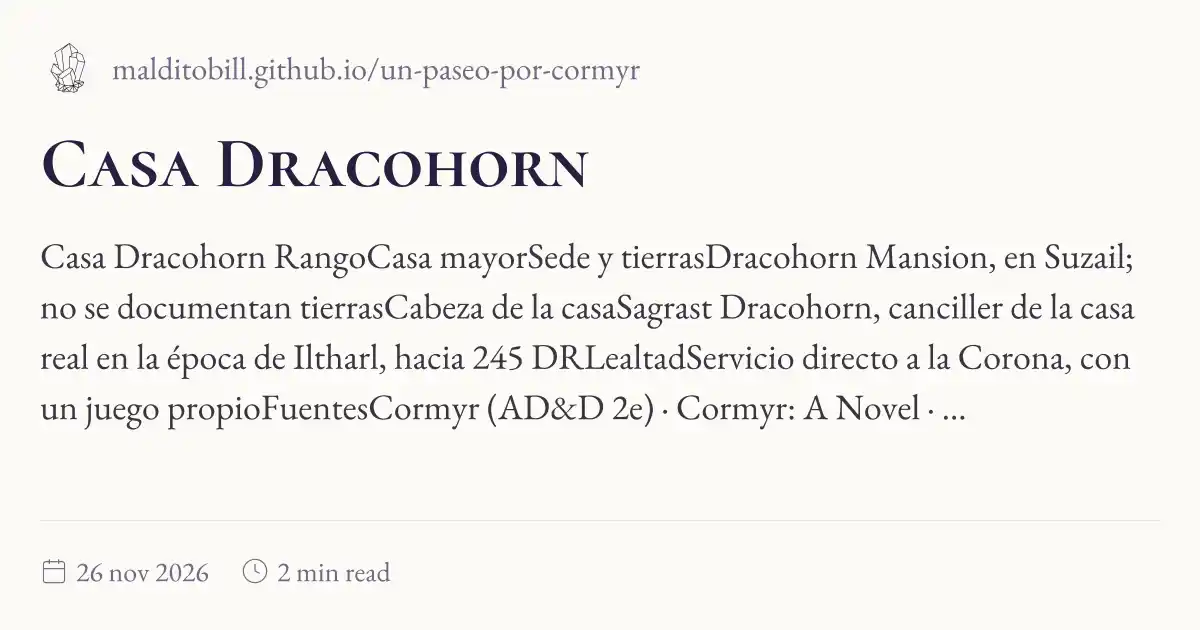 malditobill.github.io/un-paseo-por-cormyr
Casa Dracohorn
Casa Dracohorn RangoCasa mayorSede y tierrasDracohorn Mansion, en Suzail;
no se documentan tierrasCabeza de la casaSagrast Dracohorn, canciller de la casa
real en la época de Iltharl, hacia 245 DRLealtadServicio directo a la Corona, con
un juego propioFuentesCormyr (AD&D 2e) · Cormyr: A Novel · ...
26 nov 2026
2 min read